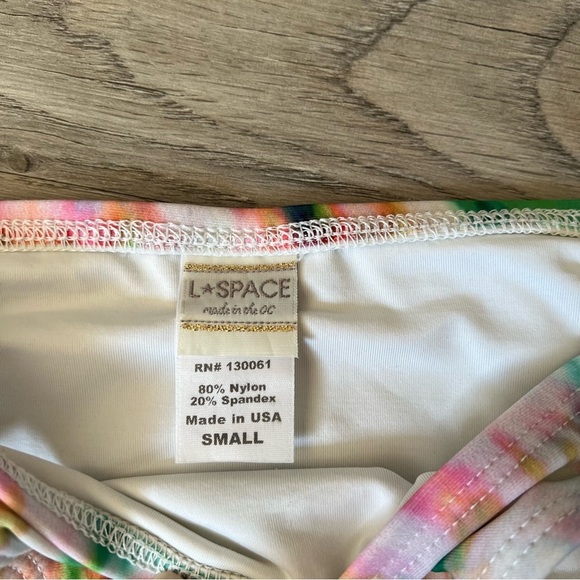 L★SPACE
made in the OC
RN# 130061
80% Nylon
20% Spandex
Made in USA
SMALL